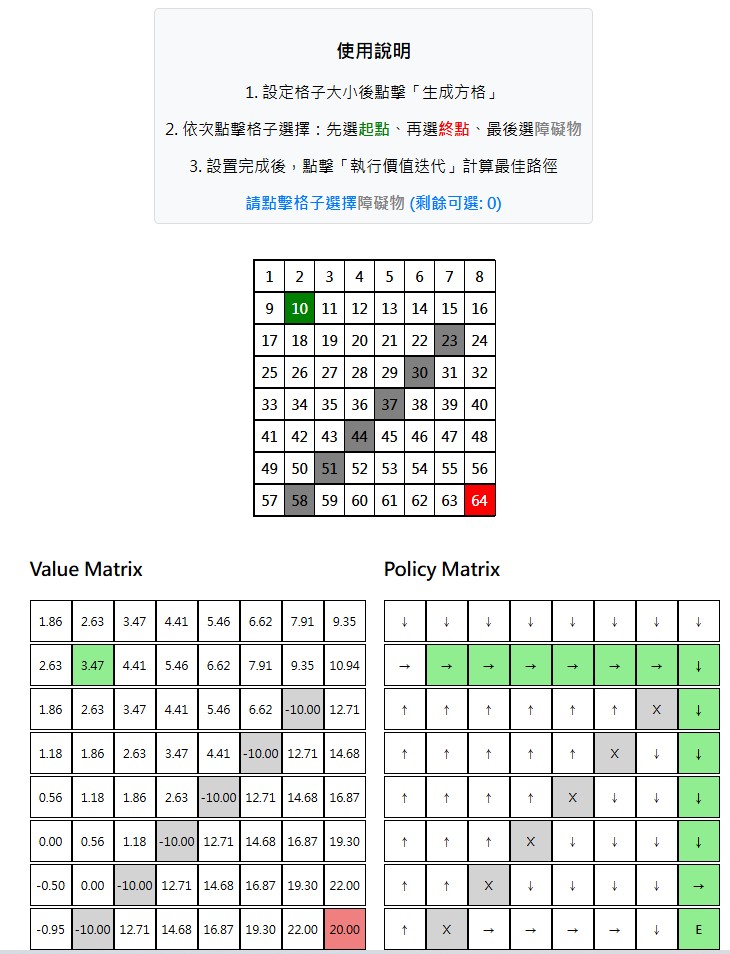 使用說明
1. 設定格子大小後點擊「生成方格」
2. 依次點擊格子選擇：先選起點、再選終點、最後選障礙物
3. 設置完成後，點擊「執行價值迭代」計算最佳路徑
請點擊格子選擇障礙物 (剩餘可選: 0)
1 2 3 4 5 6 7 8
9 10 11 12 13 14 15 16
17 18 19 20 21 22 23 24
25 26 27 28 29 30 31 32
33 34 35 36 37 38 39 40
41 42 43 44 45 46 47 48
49 50 51 52 53 54 55 56
57 58 59 60 61 62 63 64
Value Matrix
1.86 2.63 3.47 4.41 5.46 6.62 7.91 9.35
2.63 3.47 4.41 5.46 6.62 7.91 9.35 10.94
1.86 2.63 3.47 4.41 5.46 6.62 -10.00 12.71
1.18 1.86 2.63 3.47 4.41 -10.00 12.71 14.68
0.56 1.18 1.86 2.63 -10.00 12.71 14.68 16.87
0.00 0.56 1.18 -10.00 12.71 14.68 16.87 19.30
-0.50 0.00 -10.00 12.71 14.68 16.87 19.30 22.00
-0.95 -10.00 12.71 14.68 16.87 19.30 22.00 20.00
Policy Matrix
↓ ↓ ↓ ↓ ↓ ↓ ↓ ↓
→ → → → → → → ↓
↑ ↑ ↑ ↑ ↑ ↑ X ↓
↑ ↑ ↑ ↑ ↑ X ↓ ↓
↑ ↑ ↑ ↑ X ↓ ↓ ↓
↑ ↑ ↑ X ↓ ↓ ↓ ↓
↑ ↑ X ↓ ↓ ↓ ↓ →
↑ X → → → → ↓ E